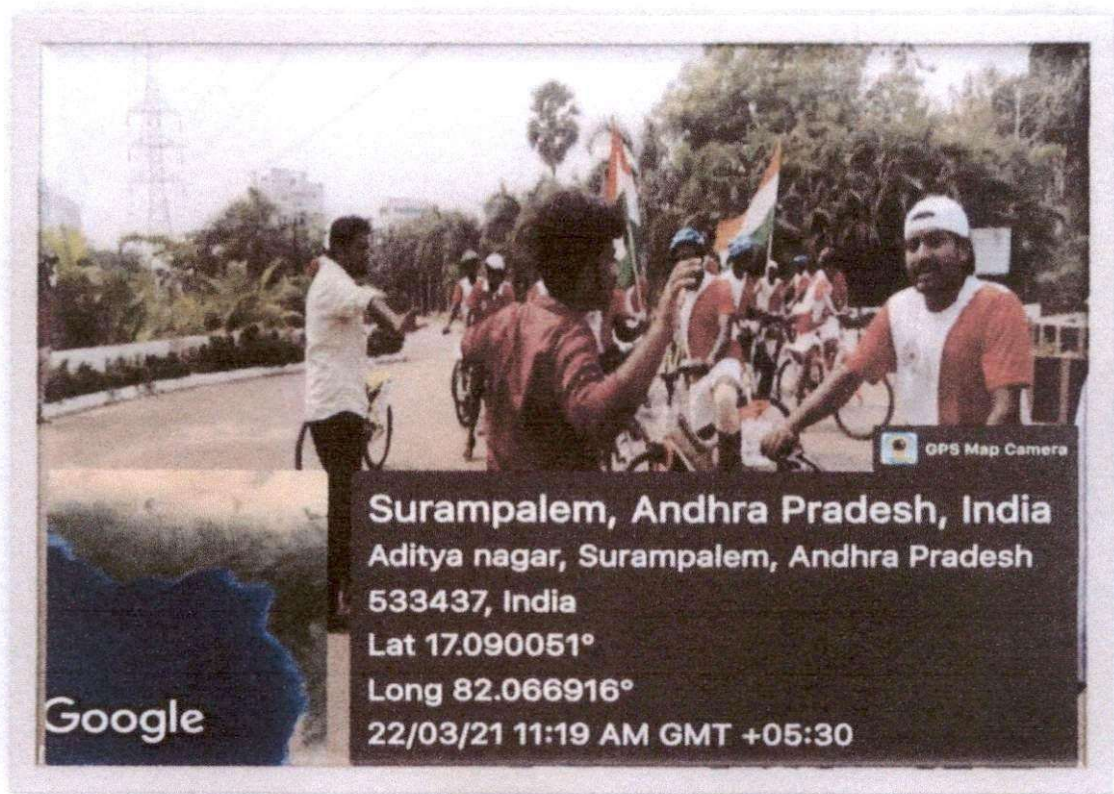 GPS Map Camera
Surampalem, Andhra Pradesh, India
Aditya nagar, Surampalem, Andhra Pradesh
533437, India
Lat 17.090051°
Long 82.066916°
22/03/21 11:19 AM GMT +05:30
Google